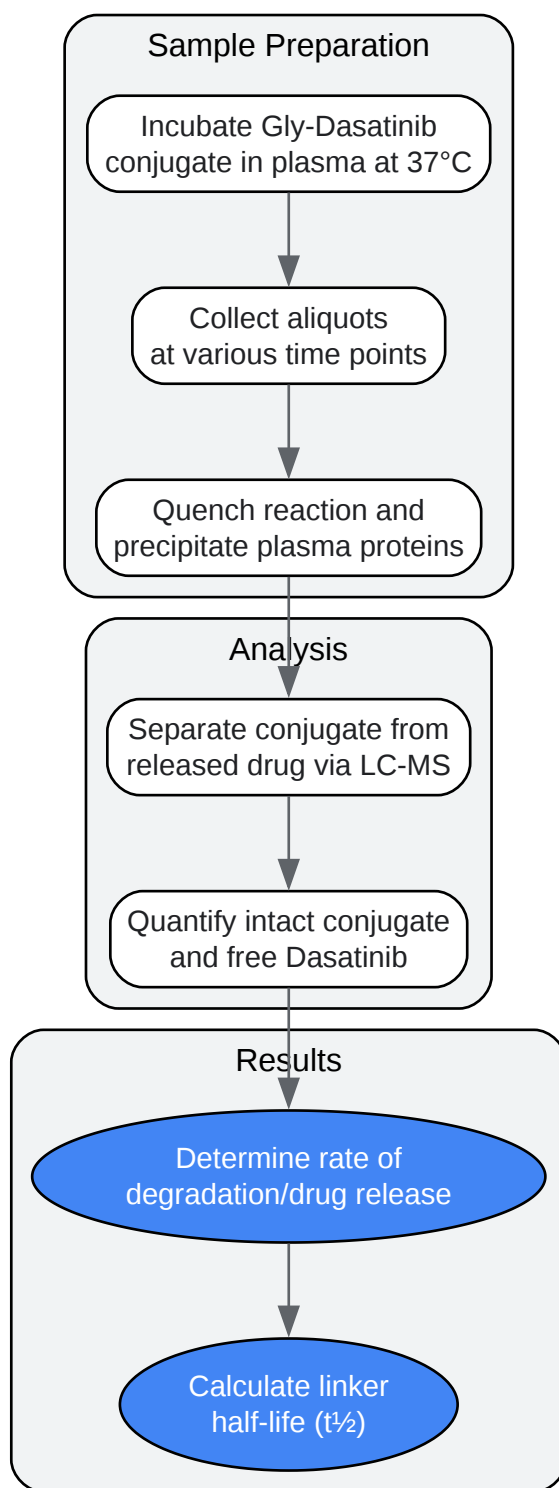 Sample Preparation
Incubate Gly-Dasatinib
conjugate in plasma at 37°C
Collect aliquots
at various time points
Quench reaction and
precipitate plasma proteins
Analysis
Separate conjugate from
released drug via LC-MS
Quantify intact conjugate
and free Dasatinib
Results
Determine rate of
degradation/drug release
Calculate linker
half-life (t½)